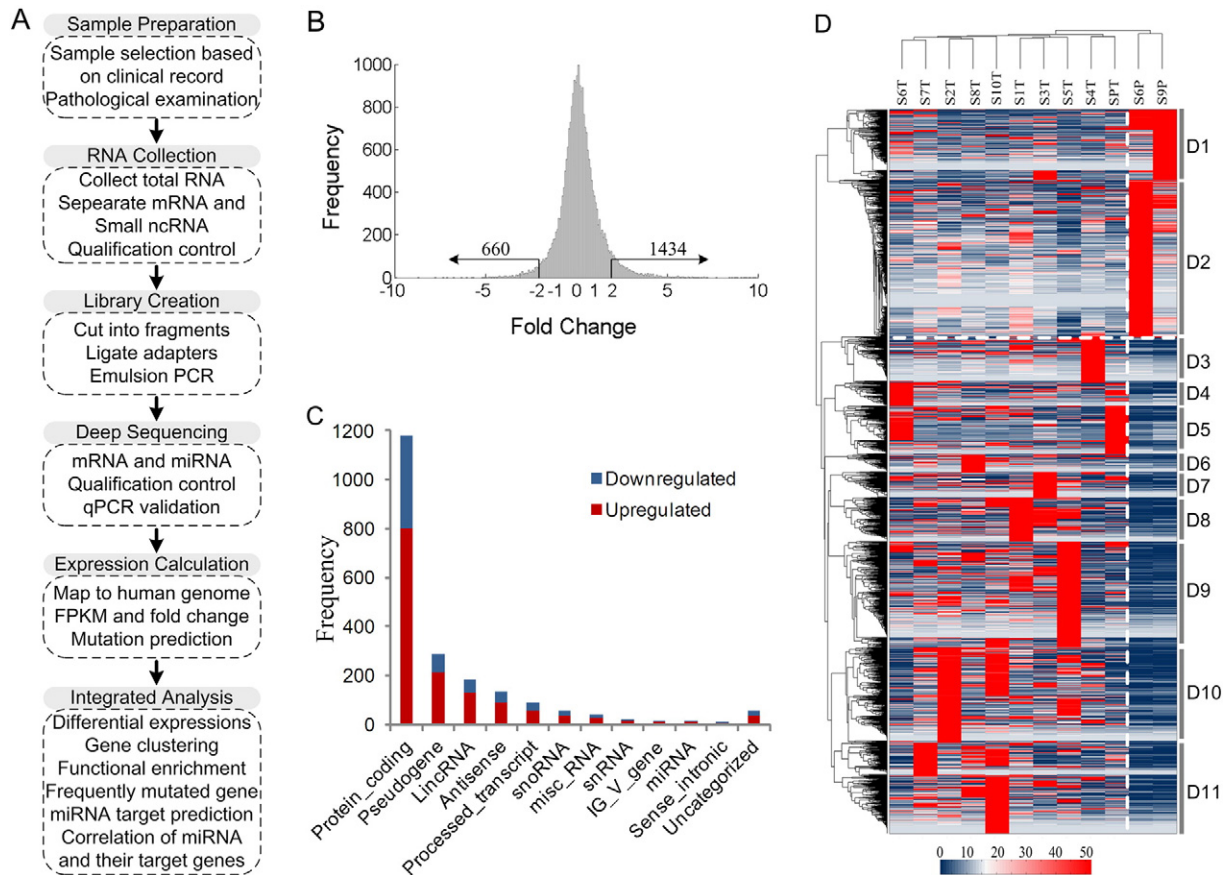 A
Sample Preparation
Sample selection based
on clinical record
Pathological examination
RNA Collection
Collect total RNA
Sepearate mRNA and
Small ncRNA
Qualification control
Library Creation
Cut into fragments
Ligate adapters
Emulsion PCR
Deep Sequencing
mRNA and miRNA
Qualification control
qPCR validation
Expression Calculation
Map to human genome
FPKM and fold change
Mutation prediction
Integrated Analysis
Differential expressions
Gene clustering
Functional enrichment
Frequently mutated gene
miRNA target prediction
Correlation of miRNA
and their target genes
B
Frequency
1000
800
600
400
200
0
660
1434
-10 -5 -2 -1 0 1 2 5 10
Fold Change
C
Frequency
1200
1000
800
600
400
200
0
Downregulated
Upregulated
Protein_coding
Pseudogene
LincRNA
Antisense
Processed_transcript
snoRNA
misc_RNA
snRNA
IG_V_gene
miRNA
Sense_intronic
Uncategorized
D
S6T S7T S2T S8T S10T S1T S3T S5T S4T SPT S6P S9P
D1
D2
D3
D4
D5
D6
D7
D8
D9
D10
D11
0 10 20 30 40 50